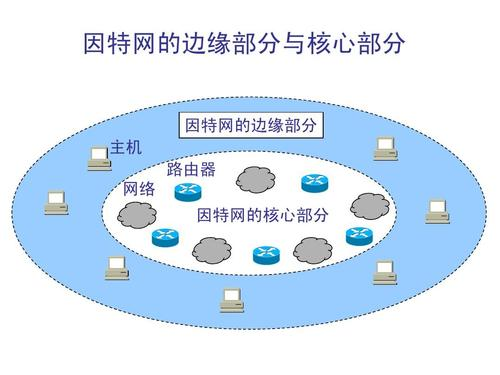 因特网的边缘部分与核心部分
因特网的边缘部分
主机
路由器
网络
因特网的核心部分